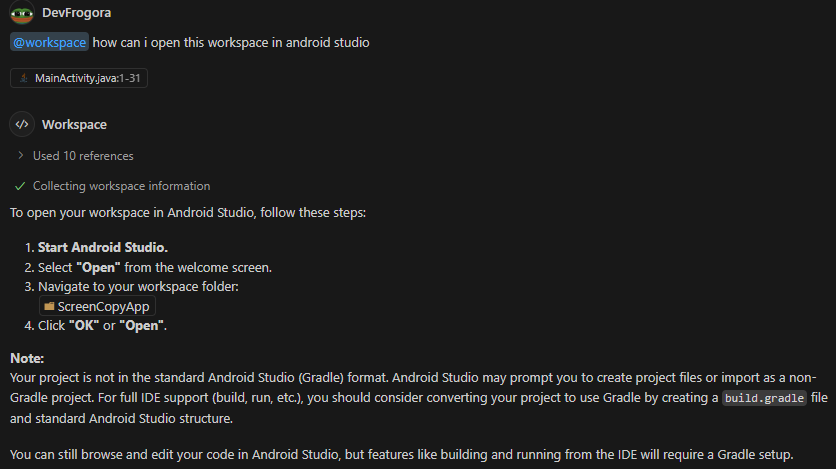 DevFrogora
@workspace how can i open this workspace in android studio
MainActivity.java:1-31
Workspace
Used 10 references
Collecting workspace information
To open your workspace in Android Studio, follow these steps:
1. Start Android Studio.
2. Select "Open" from the welcome screen.
3. Navigate to your workspace folder:
ScreenCopyApp
4. Click "OK" or "Open".
Note:
Your project is not in the standard Android Studio (Gradle) format. Android Studio may prompt you to create project files or import as a non-
Gradle project. For full IDE support (build, run, etc.), you should consider converting your project to use Gradle by creating a build.gradle file
and standard Android Studio structure.
You can still browse and edit your code in Android Studio, but features like building and running from the IDE will require a Gradle setup.